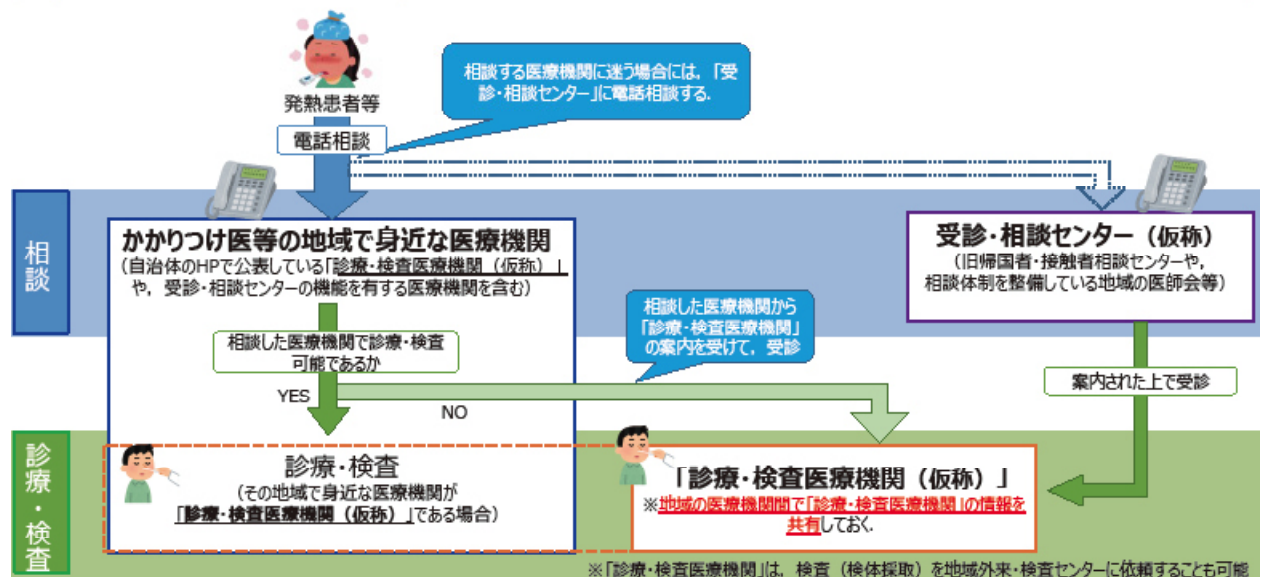 発熱患者等
電話相談
相談する医療機関に迷う場合には，「受
診・相談センター」に電話相談する．
相談
かかりつけ医等の地域で身近な医療機関
（自治体のHPで公表している「診療・検査医療機関（仮称）」
や，受診・相談センターの機能を有する医療機関を含む）
受診・相談センター（仮称）
（旧帰国者・接触者相談センターや，
相談体制を整備している地域の医師会等）
相談した医療機関で診療・検査
可能であるか
相談した医療機関から
「診療・検査医療機関」
の案内を受けて，受診
案内された上で受診
YES
NO
診療・検査
診療・検査
（その地域で身近な医療機関が
「診療・検査医療機関（仮称）」である場合）
「診療・検査医療機関（仮称）」
※地域の医療機関間で「診療・検査医療機関」の情報を
共有しておく．
※「診療・検査医療機関」は，検査（検体採取）を地域外来・検査センターに依頼することも可能